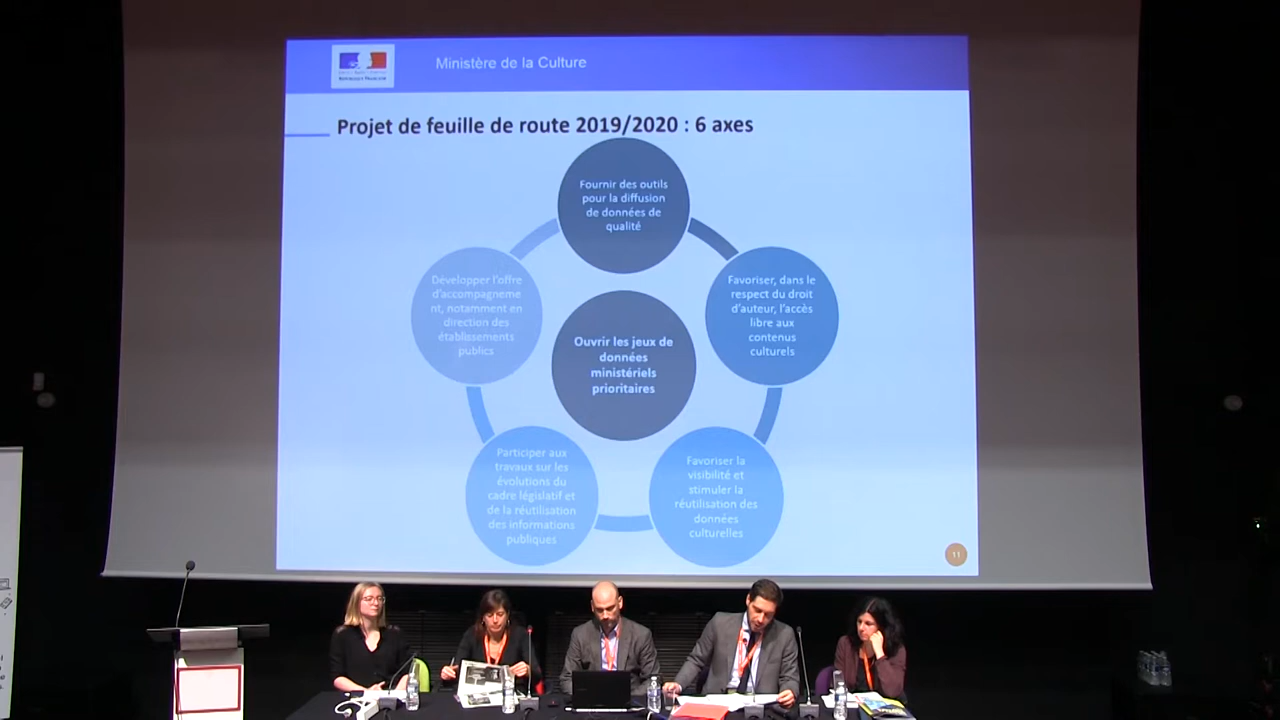 Ministère de la Culture
RÉPUBLIQUE FRANÇAISE
Projet de feuille de route 2019/2020 : 6 axes
Fournir des outils
pour la diffusion
de données de
qualité
Favoriser, dans le
respect du droit
d'auteur, l'accès
libre aux
contenus
culturels
Favoriser la
visibilité et
stimuler la
réutilisation des
données
culturelles
Participer aux
travaux sur les
évolutions du
cadre législatif et
de la réutilisation
des informations
publiques
Développer l'offre
d'accompagneme
nt, notamment en
direction des
établissements
publics
Ouvrir les jeux de
données
ministériels
prioritaires
11